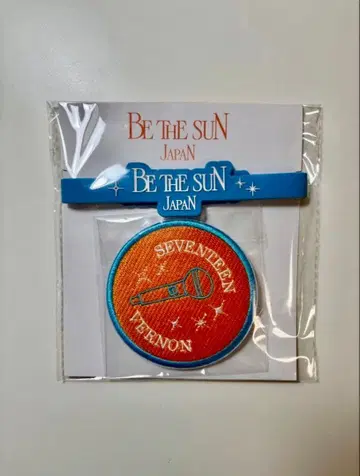 BE THE SUN
JAPAN
BE THE SUN
JAPAN
SEVENTEEN
VERNON